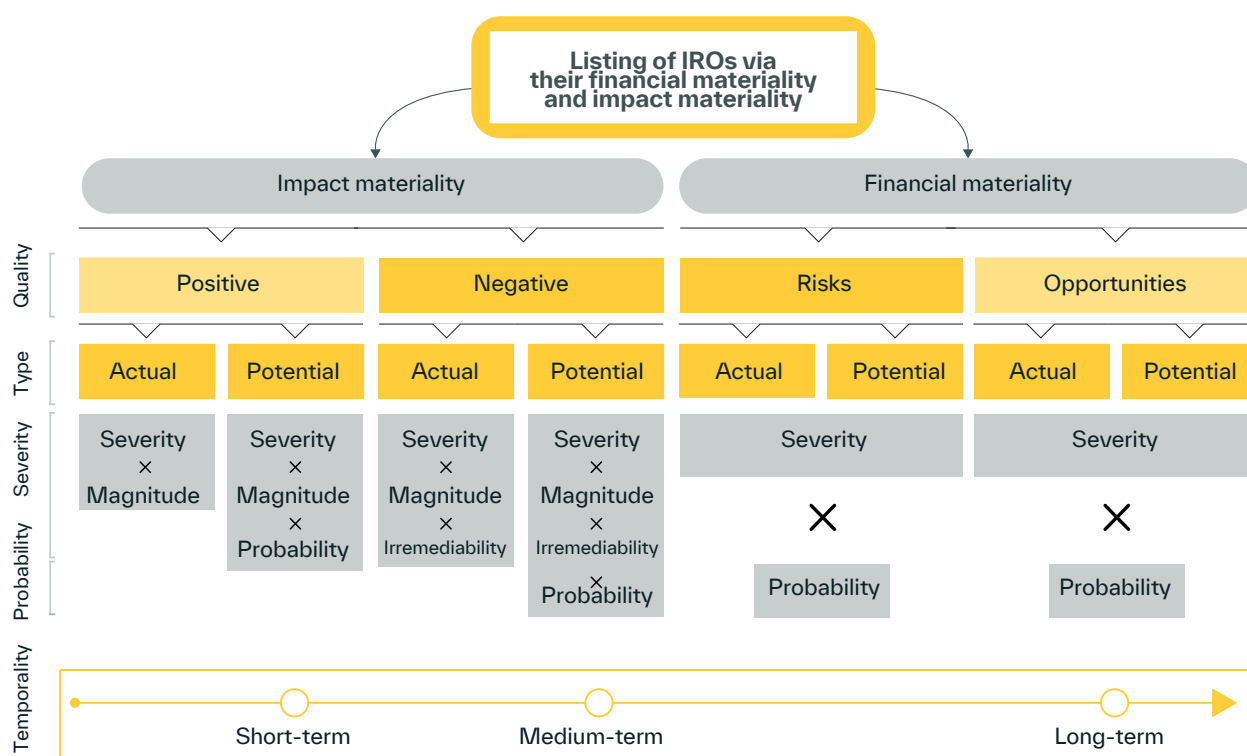 Listing of IROs via
their financial materiality
and impact materiality
Impact materiality
Financial materiality
Quality
Positive
Negative
Risks
Opportunities
Type
Actual
Potential
Actual
Potential
Actual
Potential
Actual
Potential
Severity
Severity
×
Magnitude
Severity
×
Magnitude
×
Probability
Severity
×
Magnitude
×
Irremediability
Severity
×
Magnitude
×
Irremediability
×
Probability
Severity
×
Probability
Severity
×
Probability
Probability
Temporality
Short-term
Medium-term
Long-term